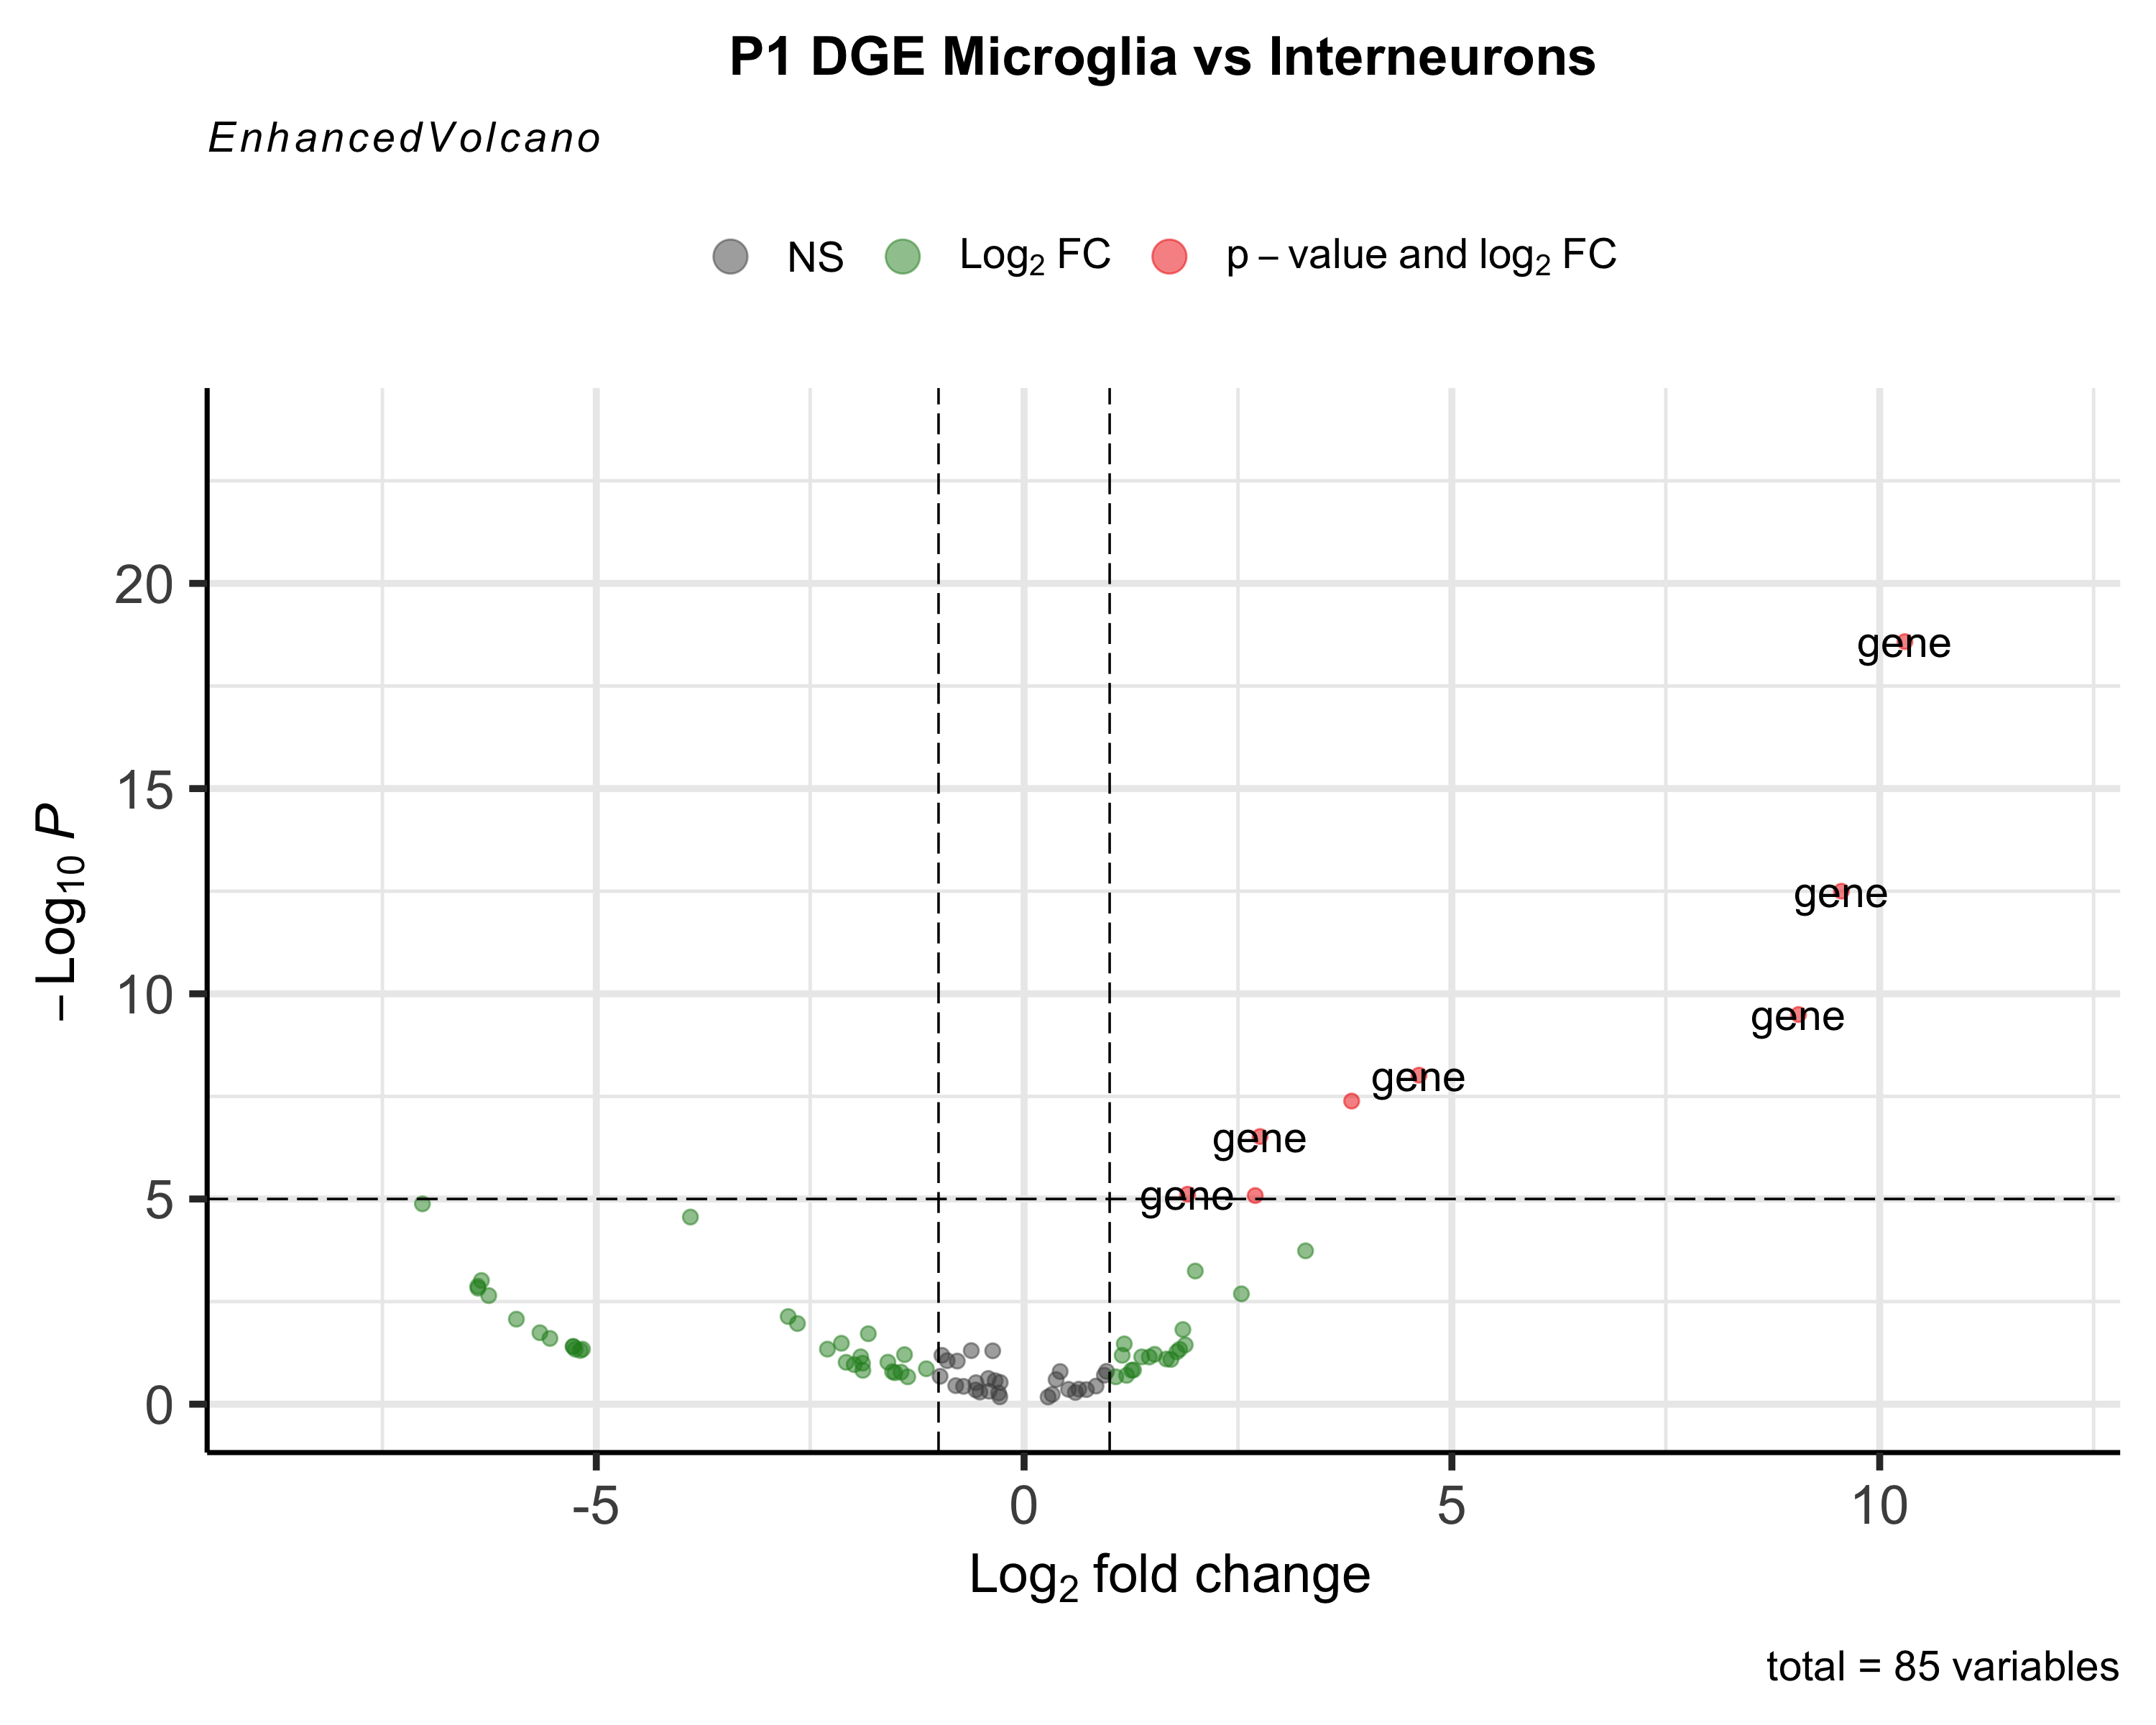 P1 DGE Microglia vs Interneurons
EnhancedVolcano
NS Log₂ FC p – value and log₂ FC
20
15
10
5
0
– Log₁₀ P
gene
gene
gene
gene
gene
gene
-5 0 5 10
Log₂ fold change
total = 85 variables